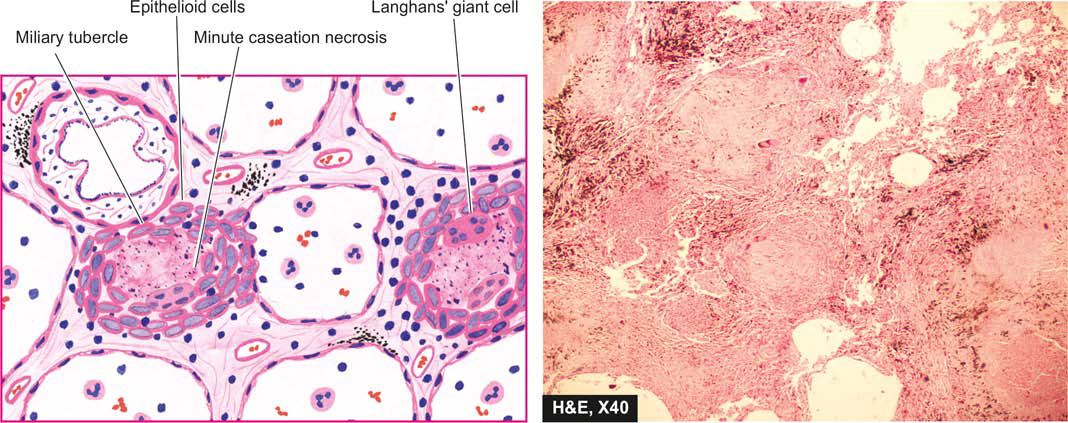 Epithelioid cells
Langhans' giant cell
Miliary tubercle
Minute caseation necrosis
H&E, X40